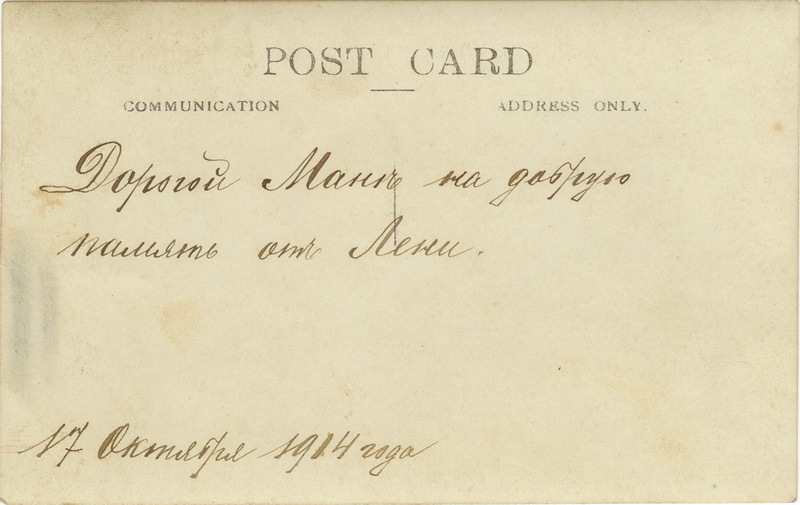 POST CARD
COMMUNICATION
ADDRESS ONLY.
Дорогой Манѣ на добрую
память отъ Лени.
17 Октября 1914 года